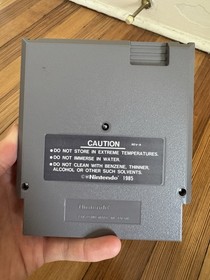 CAUTION
●DO NOT STORE IN EXTREME TEMPERATURES.
●DO NOT IMMERSE IN WATER.
●DO NOT CLEAN WITH BENZENE, THINNER,
ALCOHOL OR OTHER SUCH SOLVENTS.
©Nintendo 1985
Nintendo